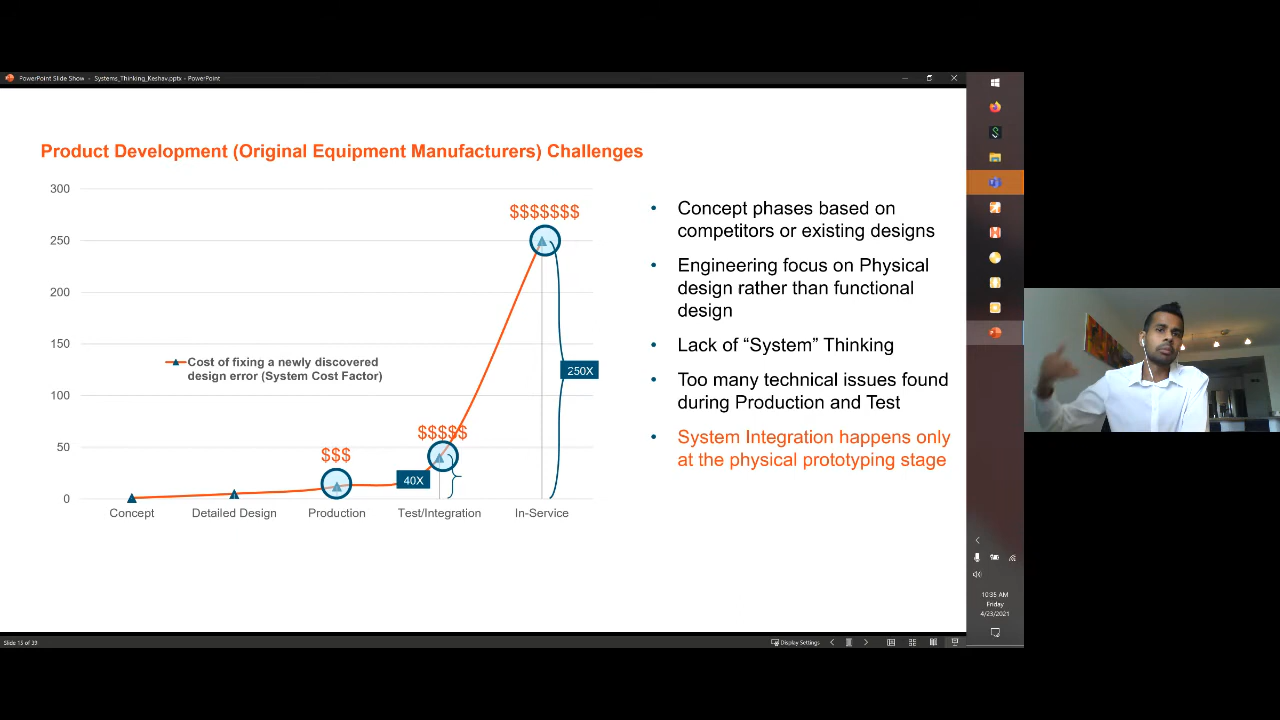 PowerPoint Slide Show - Systems_Thinking_Keshav.pptx - PowerPoint
Product Development (Original Equipment Manufacturers) Challenges
300
250
200
150
100
50
0
$$$$$$$
$$$$$
$$$
250X
40X
Cost of fixing a newly discovered
design error (System Cost Factor)
Concept
Detailed Design
Production
Test/Integration
In-Service
• Concept phases based on
competitors or existing designs
• Engineering focus on Physical
design rather than functional
design
• Lack of “System” Thinking
• Too many technical issues found
during Production and Test
• System Integration happens only
at the physical prototyping stage
10:35 AM
Friday
4/23/2021
Slide 15 of 23
Display Settings